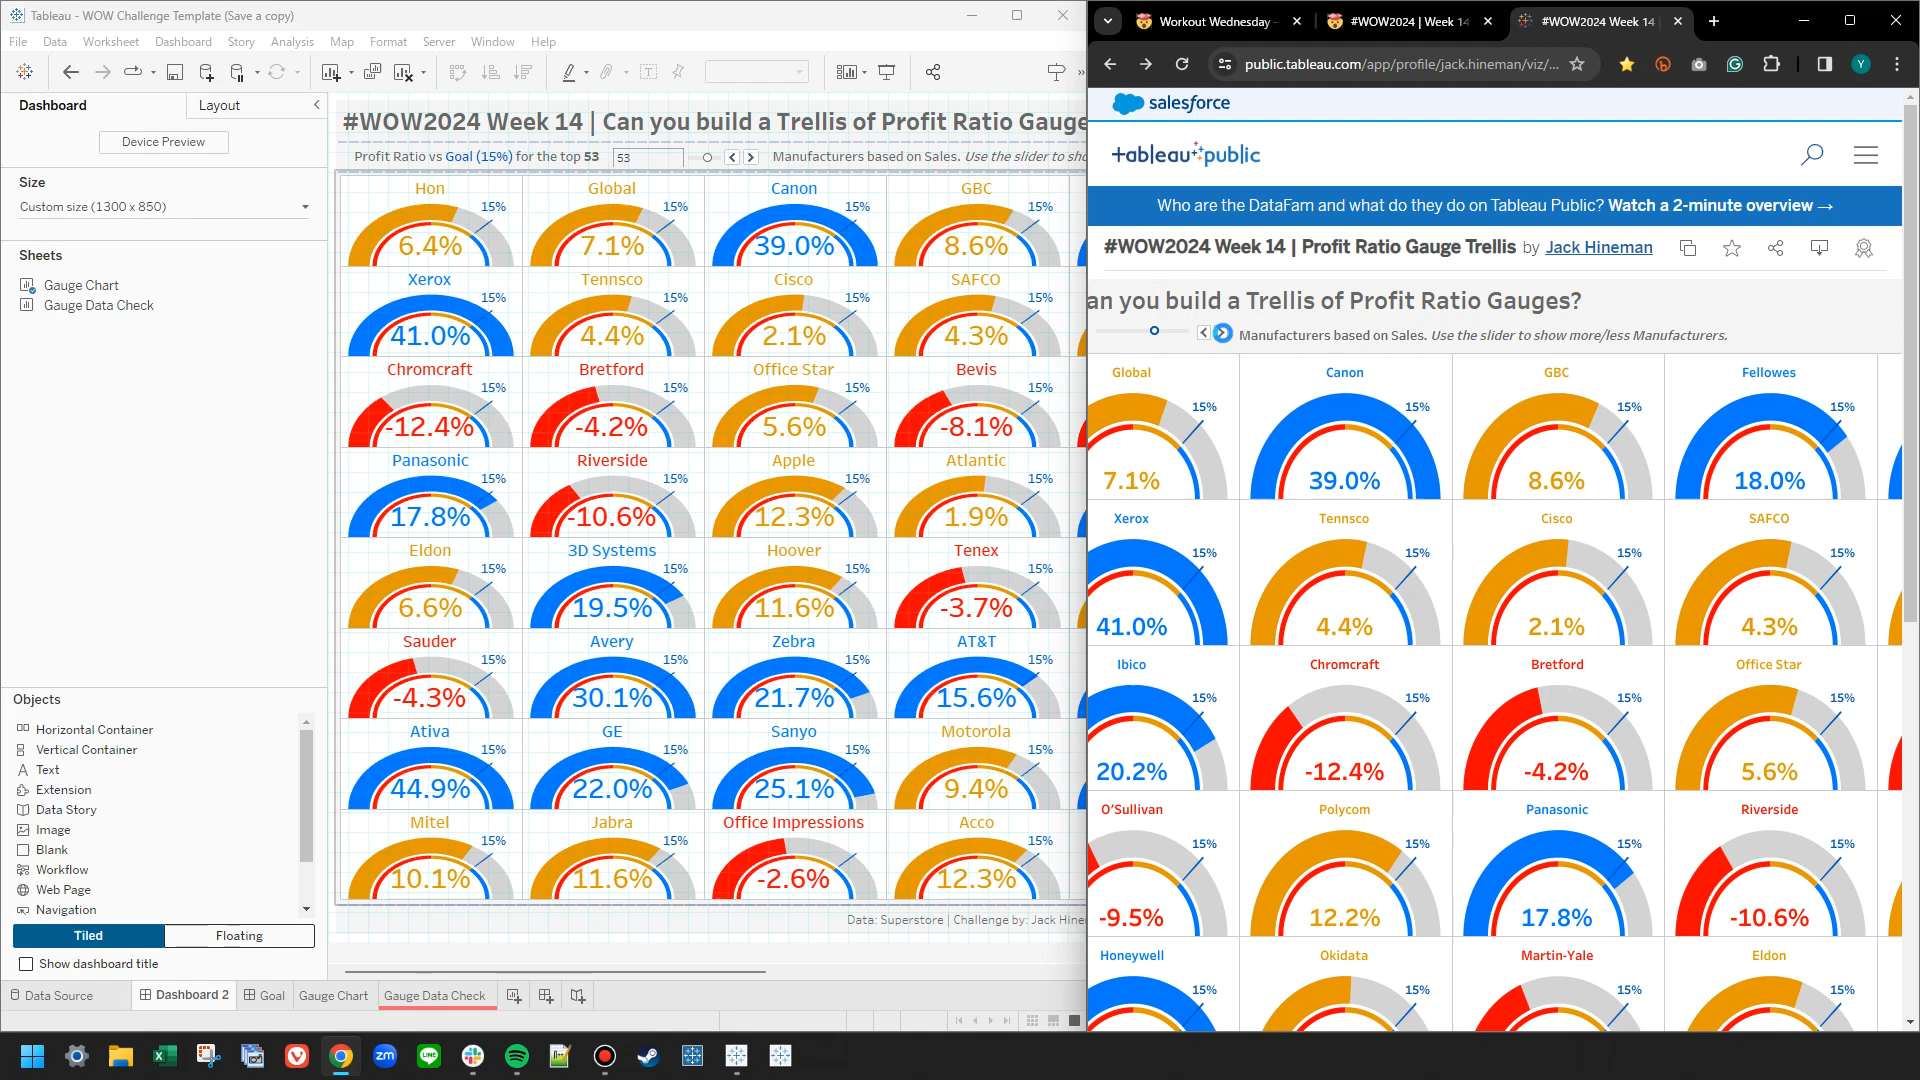 Tableau - WOW Challenge Template (Save a copy)
File Data Worksheet Dashboard Story Analysis Map Format Server Window Help
Dashboard Layout
Device Preview
Size
Custom size (1300 x 850)
Sheets
Gauge Chart
Gauge Data Check
Objects
Horizontal Container
Vertical Container
Text
Extension
Data Story
Image
Blank
Workflow
Web Page
Navigation
Tiled Floating
Show dashboard title
#WOW2024 Week 14 | Can you build a Trellis of Profit Ratio Gauge
Profit Ratio vs Goal (15%) for the top 53 53 Manufacturers based on Sales. Use the slider to sho
Hon Global Canon GBC
15% 15% 15%
6.4% 7.1% 39.0% 8.6%
Xerox Tennsco Cisco SAFCO
15% 15% 15% 15%
41.0% 4.4% 2.1% 4.3%
Chromcraft Bretford Office Star Bevis
15% 15% 15% 15%
-12.4% -4.2% 5.6% -8.1%
Panasonic Riverside Apple Atlantic
15% 15% 15% 15%
17.8% -10.6% 12.3% 1.9%
Eldon 3D Systems Hoover Tenex
15% 15% 15% 15%
6.6% 19.5% 11.6% -3.7%
Sauder Avery Zebra AT&T
15% 15% 15% 15%
-4.3% 30.1% 21.7% 15.6%
Ativa GE Sanyo Motorola
15% 15% 15% 15%
44.9% 22.0% 25.1% 9.4%
Mitel Jabra Office Impressions Acco
15% 15% 15% 15%
10.1% 11.6% -2.6% 12.3%
Data: Superstore | Challenge by: Jack Hine
Data Source Dashboard 2 Goal Gauge Chart Gauge Data Check
Workout Wednesday - #WOW2024 | Week 14 #WOW2024 Week 14
public.tableau.com/app/profile/jack.hineman/viz/...
Y
salesforce
tableau public
Who are the DataFam and what do they do on Tableau Public? Watch a 2-minute overview →
#WOW2024 Week 14 | Profit Ratio Gauge Trellis by Jack Hineman
an you build a Trellis of Profit Ratio Gauges?
Manufacturers based on Sales. Use the slider to show more/less Manufacturers.
Global Canon GBC Fellowes
15% 15% 15% 15%
7.1% 39.0% 8.6% 18.0%
Xerox Tennsco Cisco SAFCO
15% 15% 15% 15%
41.0% 4.4% 2.1% 4.3%
Ibico Chromcraft Bretford Office Star
15% 15% 15% 15%
20.2% -12.4% -4.2% 5.6%
O'Sullivan Polycom Panasonic Riverside
15% 15% 15% 15%
-9.5% 12.2% 17.8% -10.6%
Honeywell Okidata Martin-Yale Eldon
15% 15% 15% 15%
zm
LINE